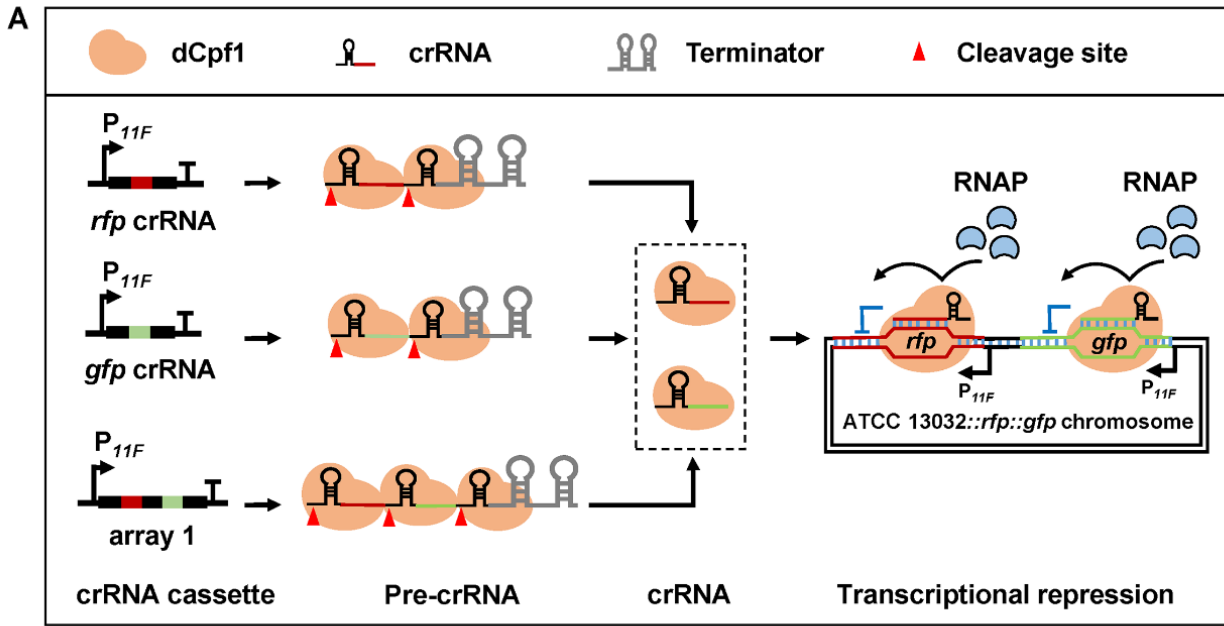 A
dCpf1
crRNA
Terminator
Cleavage site
P11F
rfp crRNA
P11F
gfp crRNA
P11F
array 1
RNAP
RNAP
rfp
gfp
P11F
P11F
ATCC 13032::rfp::gfp chromosome
crRNA cassette
Pre-crRNA
crRNA
Transcriptional repression